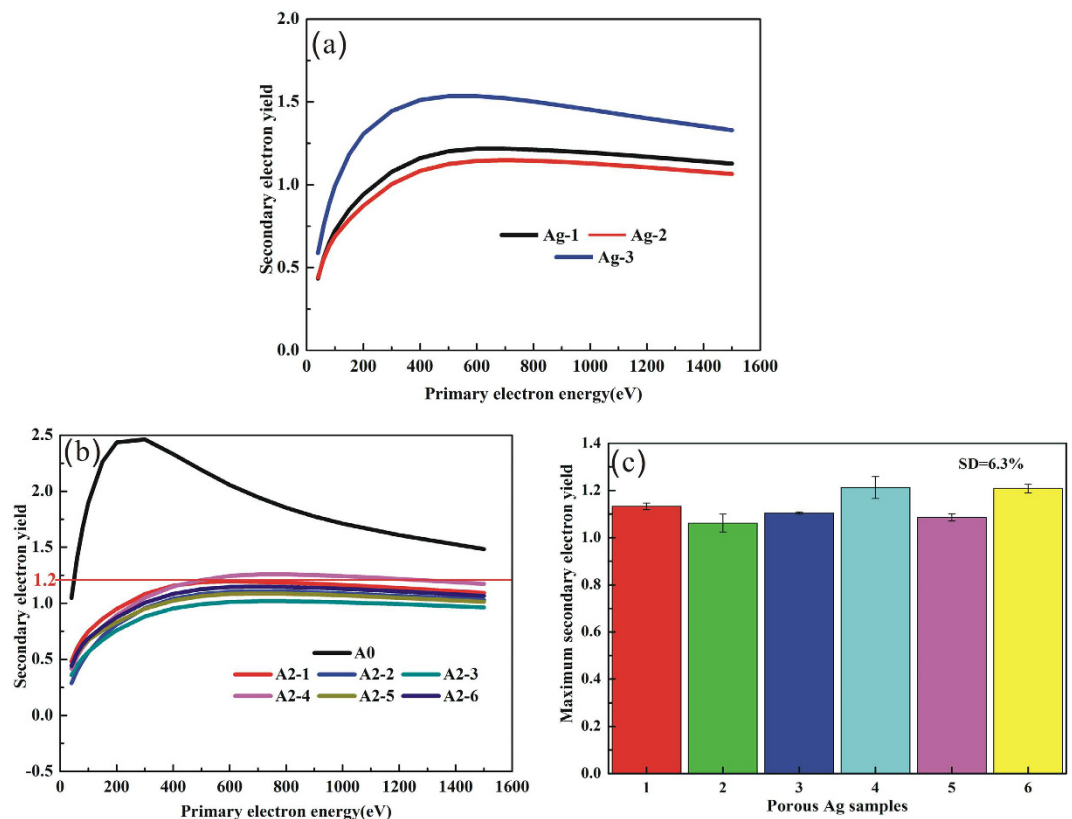 (a)
2.0
1.5
1.0
0.5
0.0
Secondary electron yield
Ag-1 Ag-2
Ag-3
0 200 400 600 800 1000 1200 1400 1600
Primary electron energy(eV)
(b)
2.5
2.0
1.5
1.2
1.0
0.5
0.0
-0.5
Secondary electron yield
A0
A2-1 A2-2 A2-3
A2-4 A2-5 A2-6
0 200 400 600 800 1000 1200 1400 1600
Primary electron energy(eV)
(c)
SD=6.3%
1.4
1.2
1.0
0.8
0.6
0.4
0.2
0.0
Maximum secondary electron yield
1 2 3 4 5 6
Porous Ag samples